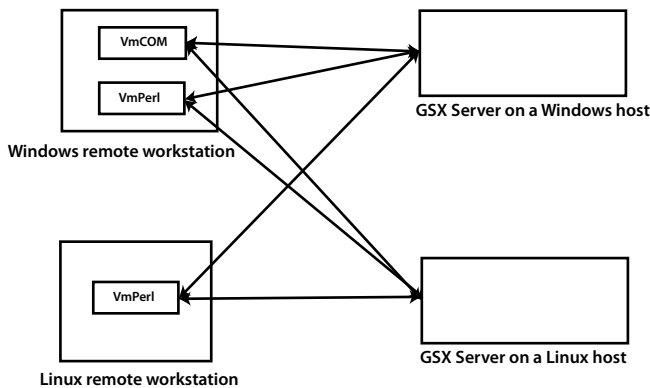 VmCOM
VmPerl
Windows remote workstation
GSX Server on a Windows host
VmPerl
Linux remote workstation
GSX Server on a Linux host